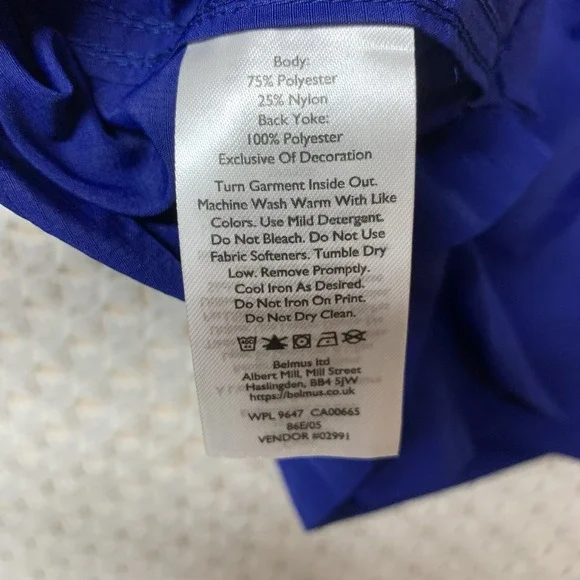 Body:
75% Polyester
25% Nylon
Back Yoke:
100% Polyester
Exclusive Of Decoration
Turn Garment Inside Out.
Machine Wash Warm With Like
Colors. Use Mild Detergent.
Do Not Bleach. Do Not Use
Fabric Softeners. Tumble Dry
Low. Remove Promptly.
Cool Iron As Desired.
Do Not Iron On Print.
Do Not Dry Clean.
Belmus ltd
Albert Mill, Mill Street
Haslingden, BB4 5JW
https://belmus.co.uk
WPL 9647 CA00665
B6E/05
VENDOR #02991